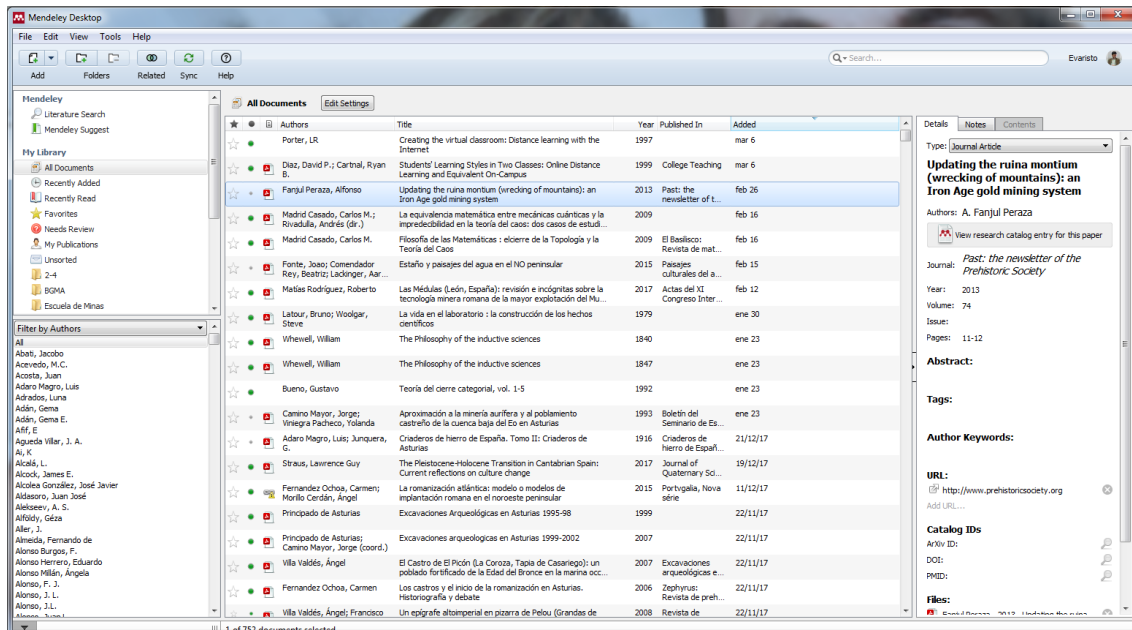 Mendeley Desktop
File Edit View Tools Help
Add Folders Related Sync Help
Search...
Evaristo
Mendeley
Literature Search
Mendeley Suggest
My Library
All Documents
Recently Added
Recently Read
Favorites
Needs Review
My Publications
Unsorted
2-4
BGMA
Escuela de Minas
Filter by Authors
All
Abati, Jacobo
Acevedo, M.C.
Acosta, Juan
Adaro Magro, Luis
Adrados, Luna
Adán, Gema
Adán, Gema E.
Afif, E
Agueda Villar, J. A.
Ai, K
Alcalá, L.
Alcock, James E.
Alcolea González, José Javier
Aldasoro, Juan José
Alekseev, A. S.
Alföldy, Géza
Aller, J.
Almeida, Fernando de
Alonso Burgos, F.
Alonso Herrero, Eduardo
Alonso Millán, Ángela
Alonso, F. J.
Alonso, J. L.
Alonso, J.L.
All Documents Edit Settings
Authors Title Year Published In Added
Porter, LR Creating the virtual classroom: Distance learning with the 1997 mar 6
Internet
Diaz, David P.; Cartnal, Ryan Students' Learning Styles in Two Classes: Online Distance 1999 College Teaching mar 6
B. Learning and Equivalent On-Campus
Fanjul Peraza, Alfonso Updating the ruina montium (wrecking of mountains): an 2013 Past: the feb 26
Iron Age gold mining system newsletter of t...
Madrid Casado, Carlos M.; La equivalencia matemática entre mecánicas cuánticas y la 2009 feb 16
Rivadulla, Andrés (dir.) impredecibilidad en la teoría del caos: dos casos de estudi...
Madrid Casado, Carlos M. Filosofía de las Matemáticas : elcierre de la Topología y la 2009 El Basilisco: feb 16
Teoría del Caos Revista de mat...
Fonte, Joao; Comendador Estaño y paisajes del agua en el NO peninsular 2015 Paisajes feb 15
Rey, Beatriz; Lackinger, Aar... culturales del a...
Matías Rodríguez, Roberto Las Médulas (León, España): revisión e incógnitas sobre la 2017 Actas del XI feb 12
tecnología minera romana de la mayor explotación del Mu... Congreso Inter...
Latour, Bruno; Woolgar, La vida en el laboratorio : la construcción de los hechos 1979 ene 30
Steve científicos
Whewell, William The Philosophy of the inductive sciences 1840 ene 23
Whewell, William The Philosophy of the inductive sciences 1847 ene 23
Bueno, Gustavo Teoría del cierre categorial, vol. 1-5 1992 ene 23
Camino Mayor, Jorge; Aproximación a la minería aurífera y al poblamiento 1993 Boletín del ene 23
Viniegra Pacheco, Yolanda castreño de la cuenca baja del Eo en Asturias Seminario de Es...
Adaro Magro, Luis; Junquera, Criaderos de hierro de España. Tomo II: Criaderos de 1916 Criaderos de 21/12/17
G. Asturias hierro de Españ...
Straus, Lawrence Guy The Pleistocene-Holocene Transition in Cantabrian Spain: 2017 Journal of 19/12/17
Current reflections on culture change Quaternary Sci...
Fernandez Ochoa, Carmen; La romanización atlántica: modelo o modelos de 2015 Portvgalia, Nova 11/12/17
Morillo Cerdán, Ángel implantación romana en el noroeste peninsular série
Principado de Asturias Excavaciones Arqueológicas en Asturias 1995-98 1999 22/11/17
Principado de Asturias; Excavaciones arqueologicas en Asturias 1999-2002 2007 22/11/17
Camino Mayor, Jorge (coord.)
Villa Valdés, Ángel Castro de El Picón (La Coroza, Tapia de Casariego): un 2007 Excavaciones 22/11/17
poblado fortificado de la Edad del Bronce en la marina occ... arqueológicas e...
Fernandez Ochoa, Carmen Los castros y el inicio de la romanización en Asturias. 2006 Zephyrus: 22/11/17
Historiografía y debate Revista de preh...
Villa Valdés, Ángel; Francisco Un epígrafe altoimperial en pizarra de Pelou (Grandas de 2008 Revista de 22/11/17
1 of 752 documents selected
Details Notes Contents
Type: Journal Article
Updating the ruina montium
(wrecking of mountains): an
Iron Age gold mining system
Authors: A. Fanjul Peraza
View research catalog entry for this paper
Journal: Past: the newsletter of the
Prehistoric Society
Year: 2013
Volume: 74
Issue:
Pages: 11-12
Abstract:
Tags:
Author Keywords:
URL:
http://www.prehistoricsociety.org
Add URL...
Catalog IDs
ArXiv ID:
DOI:
PMID:
Files:
Fanjul Peraza - 2013 - Updating the ruina